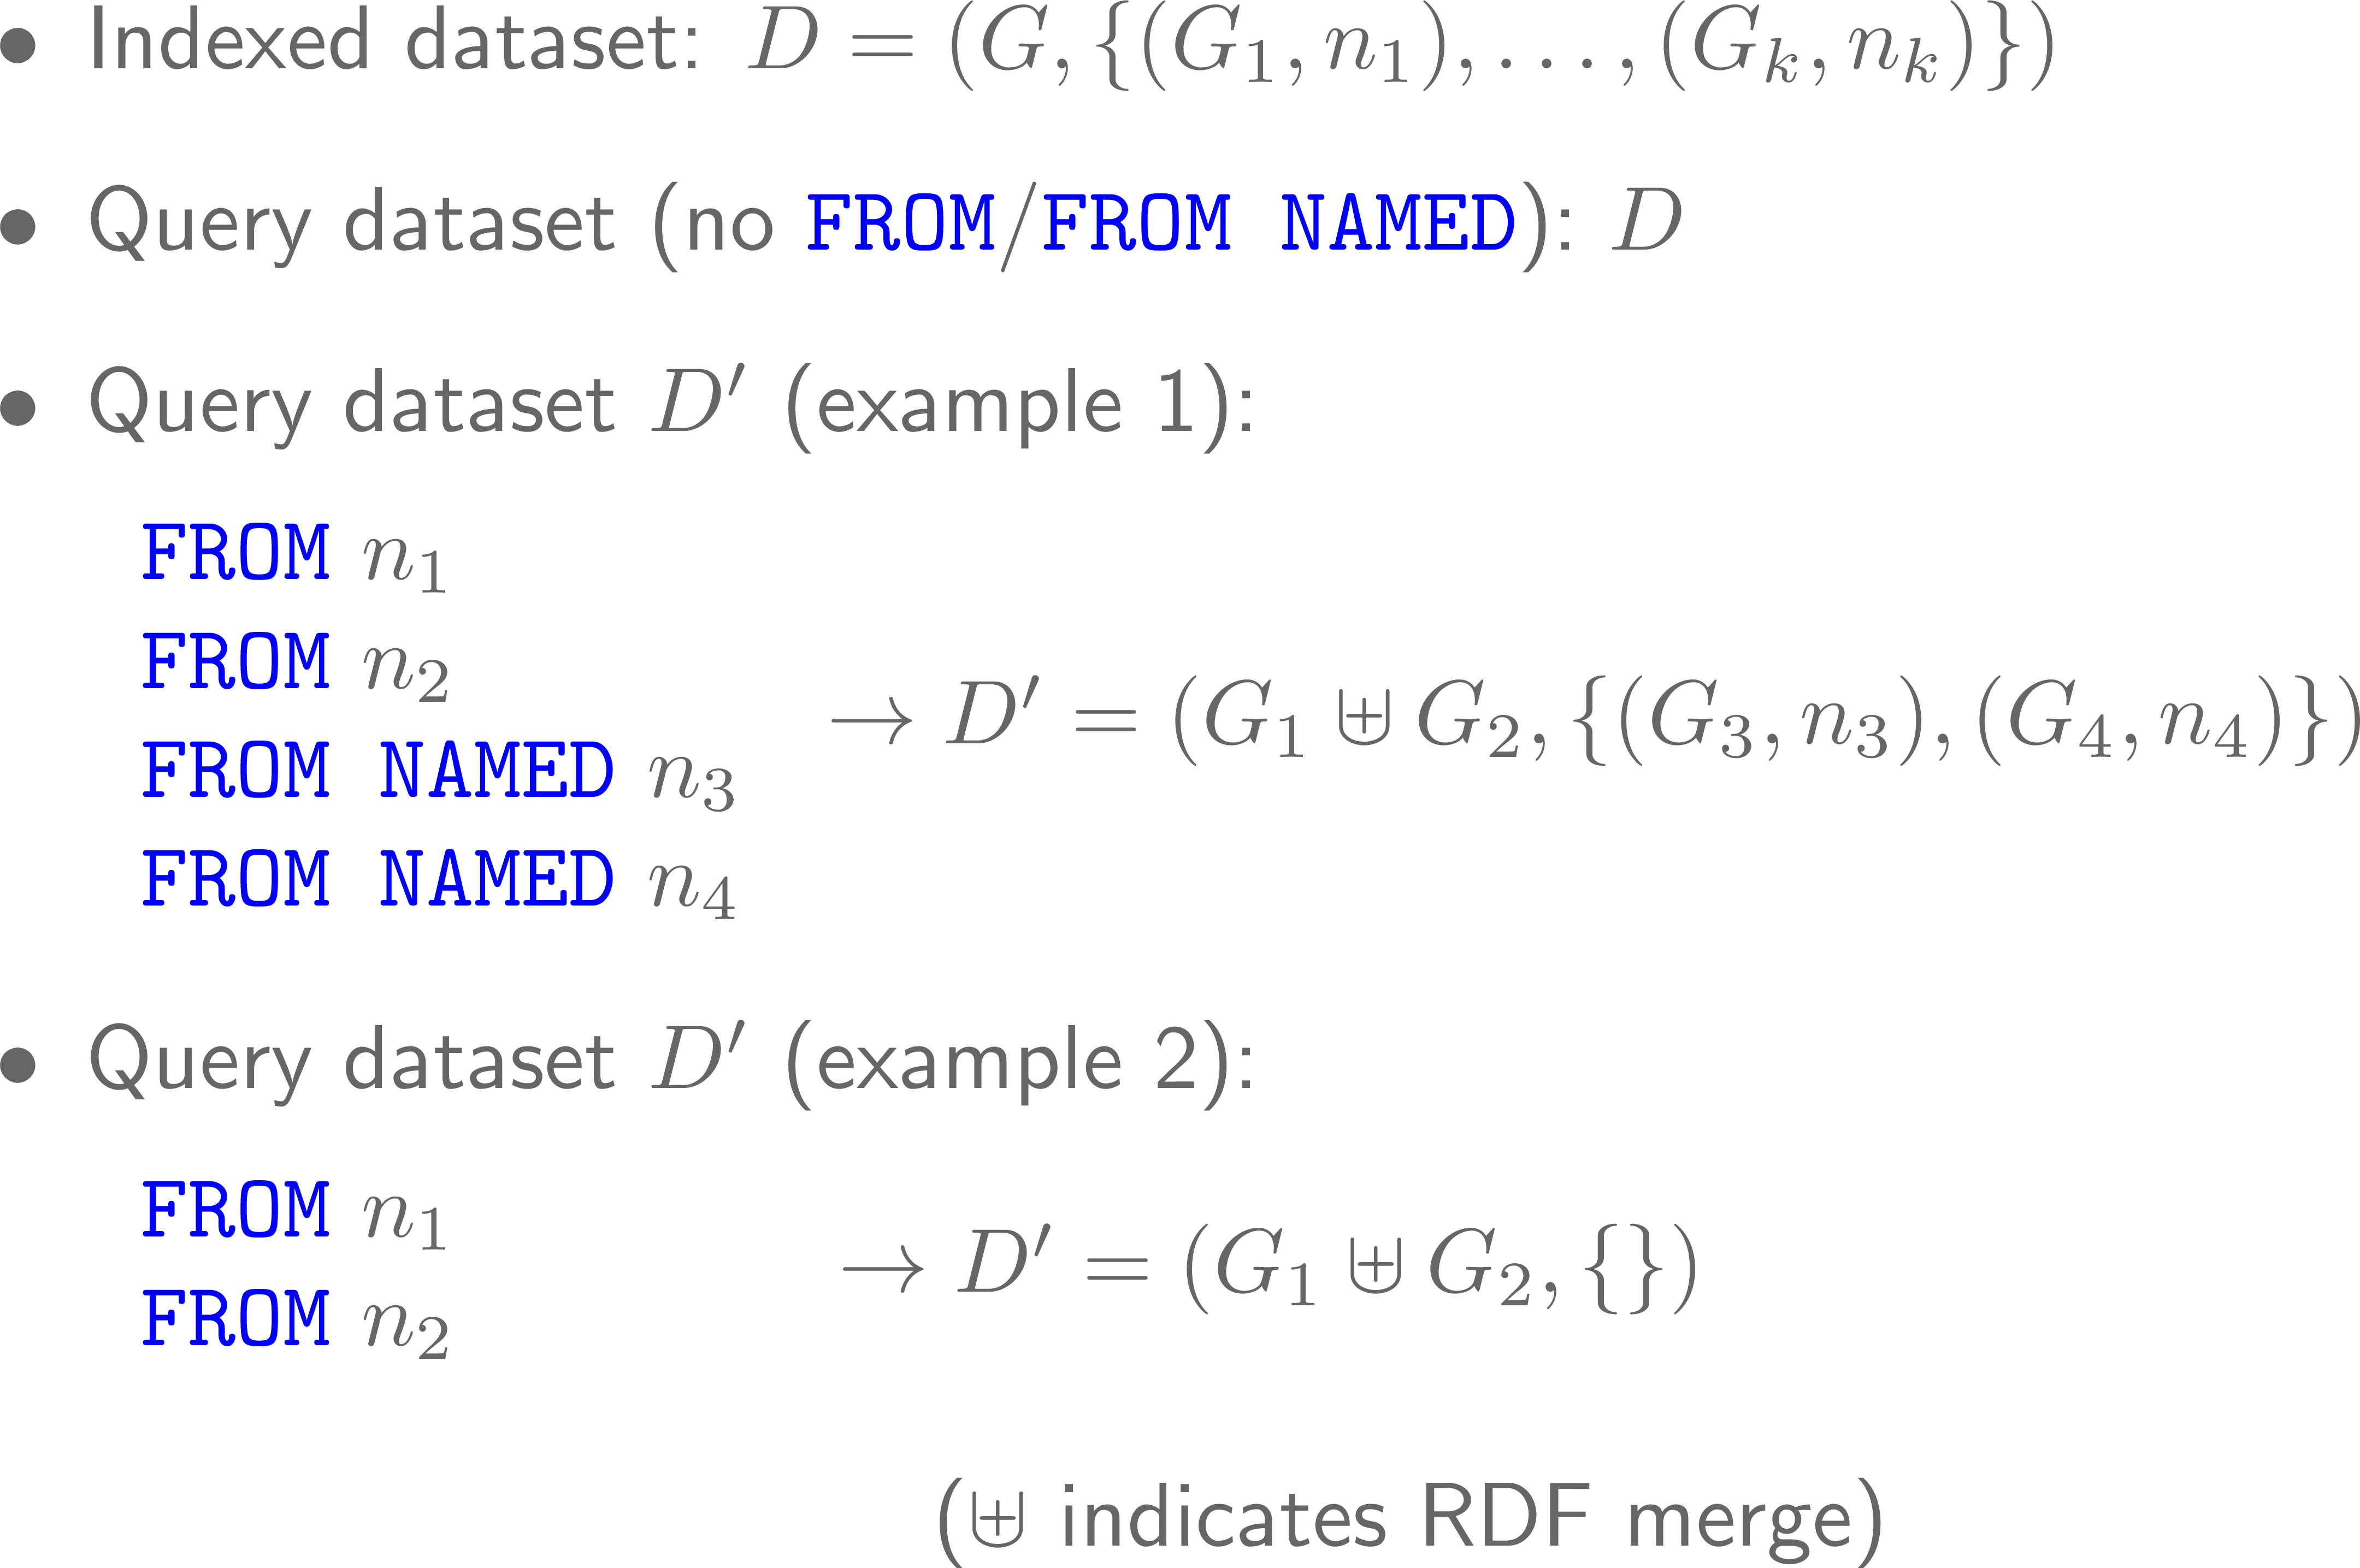 • Indexed dataset: D = (G, {(G₁, n₁), . . . , (Gₖ, nₖ)})
• Query dataset (no FROM/FROM NAMED): D
• Query dataset D′ (example 1):
FROM n₁
FROM n₂
→ D′ = (G₁ ⊎ G₂, {(G₃, n₃), (G₄, n₄)})
FROM NAMED n₃
FROM NAMED n₄
• Query dataset D′ (example 2):
FROM n₁
→ D′ = (G₁ ⊎ G₂, {})
FROM n₂
(⊎ indicates RDF merge)